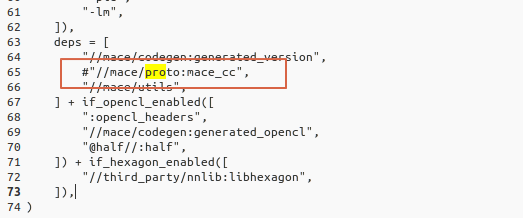 60 "-pie",
61 "-lm",
62 ]),
63 deps = [
64 "//mace/codegen:generated_version",
65 #"//mace/proto:mace_cc",
66 "//mace/utils",
67 ] + if_opencl_enabled([
68 ":opencl_headers",
69 "//mace/codegen:generated_opencl",
70 "@half//:half",
71 ]) + if_hexagon_enabled([
72 "//third_party/nnlib:libhexagon",
73 ]),
74 )